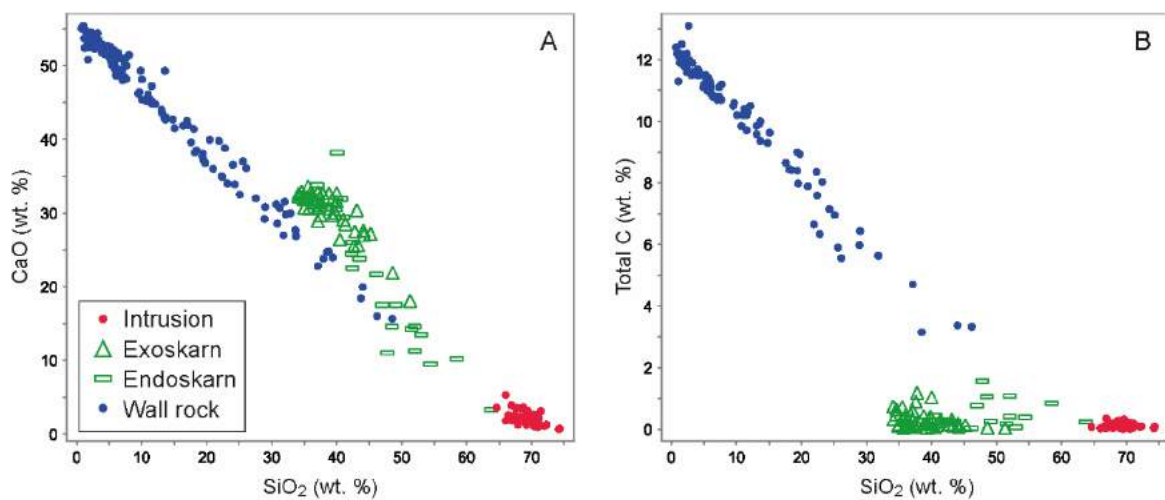 A
50
40
30
20
10
0
CaO (wt. %)
Intrusion
Exoskarn
Endoskarn
Wall rock
0 10 20 30 40 50 60 70
SiO₂ (wt. %)
B
12
10
8
6
4
2
0
Total C (wt. %)
0 10 20 30 40 50 60 70
SiO₂ (wt. %)